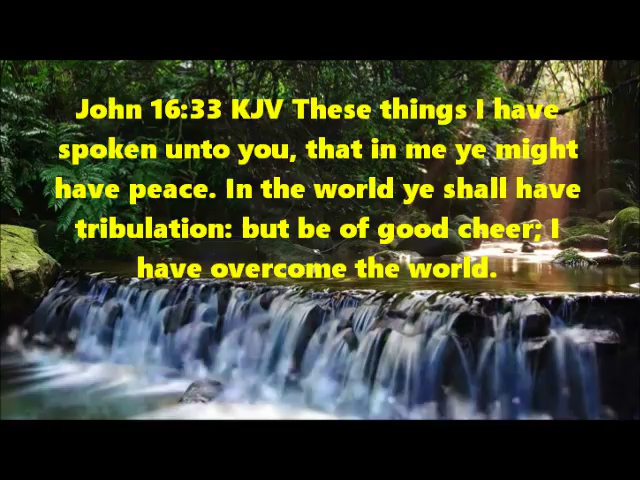 John 16:33 KJV These things I have
spoken unto you, that in me ye might
have peace. In the world ye shall have
tribulation: but be of good cheer; I
have overcome the world.